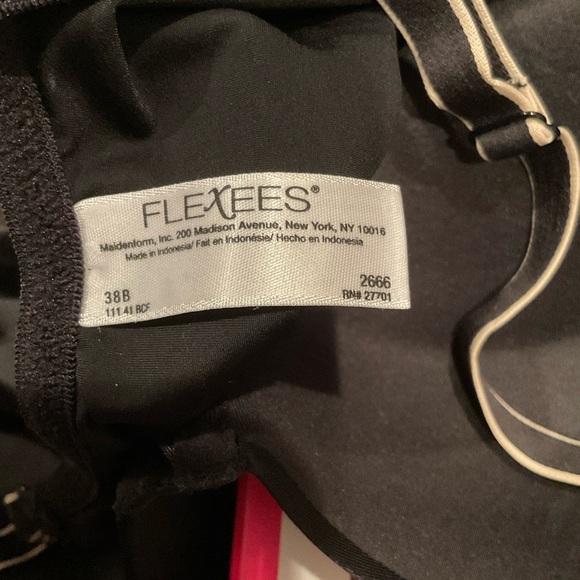 FLEXEES®
Maidenform, Inc. 200 Madison Avenue, New York, NY 10016
Made in Indonesia/ Fait en Indonésie/ Hecho en Indonesia
38B 2666
111 41 BCF RN# 27701